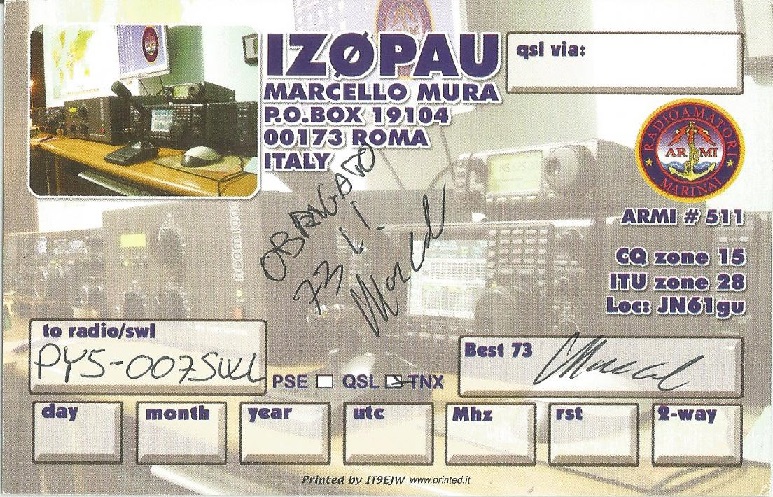 IZØPAU
MARCELLO MURA
P.O.BOX 19104
00173 ROMA
ITALY
qsl via:
RADIOAMATORI
ARMI
MARINAI
ARMI # 511
CQ zone 15
ITU zone 28
Loc: JN61gu
OBRIGATO
73 11.
to radio/swl
PY5-007SWL
PSE QSL TNX
Best 73
day month year utc Mhz rst 2-way
Printed by IT9EJW www.printed.it